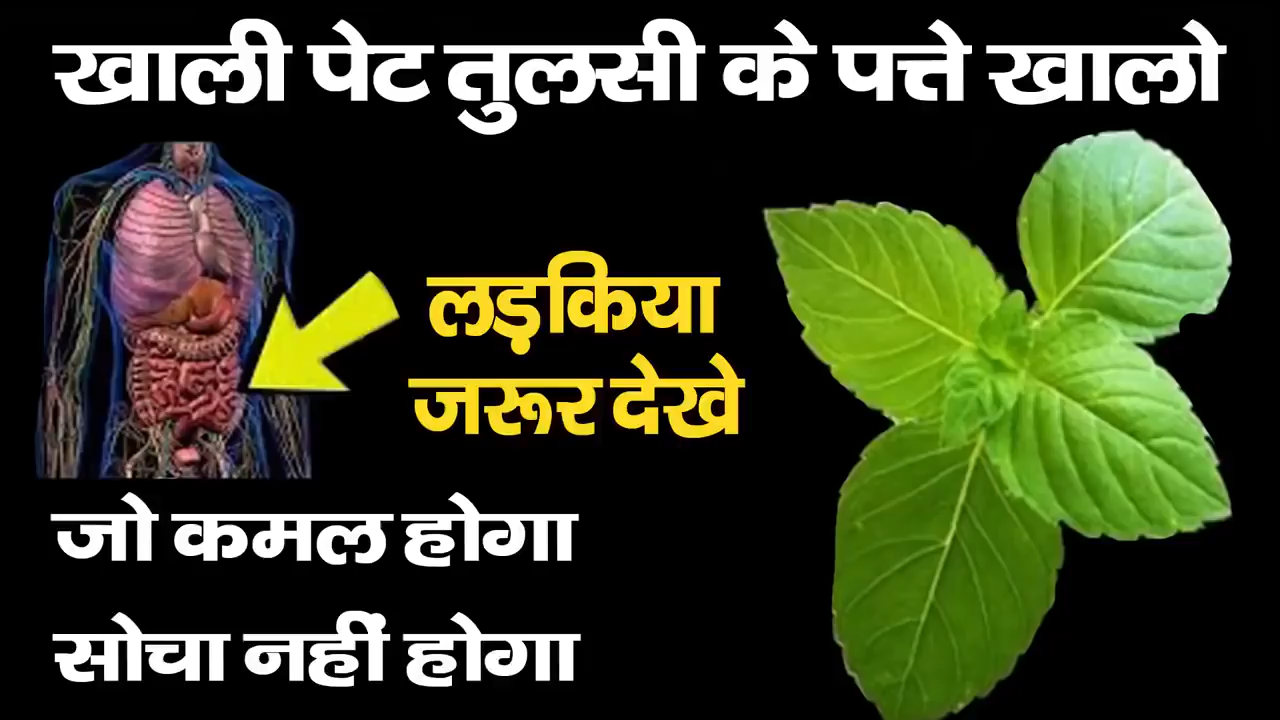 खाली पेट तुलसी के पत्ते खालो
लड़किया
जरूर देखे
जो कमल होगा
सोचा नहीं होगा